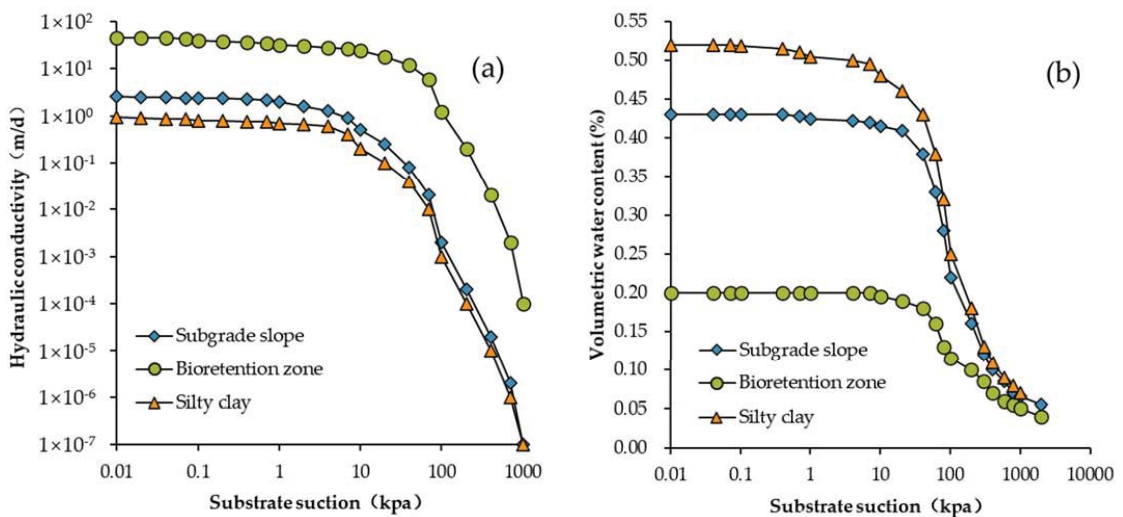 (a)
Hydraulic conductivity (m/d)
1×10²
1×10¹
1×10⁰
1×10⁻¹
1×10⁻²
1×10⁻³
1×10⁻⁴
1×10⁻⁵
1×10⁻⁶
1×10⁻⁷
Subgrade slope
Bioretention zone
Silty clay
0.01 0.1 1 10 100 1000
Substrate suction (kpa)
(b)
Volumetric water content (%)
0.55
0.50
0.45
0.40
0.35
0.30
0.25
0.20
0.15
0.10
0.05
0.00
Subgrade slope
Bioretention zone
Silty clay
0.01 0.1 1 10 100 1000 10000
Substrate suction (kpa)